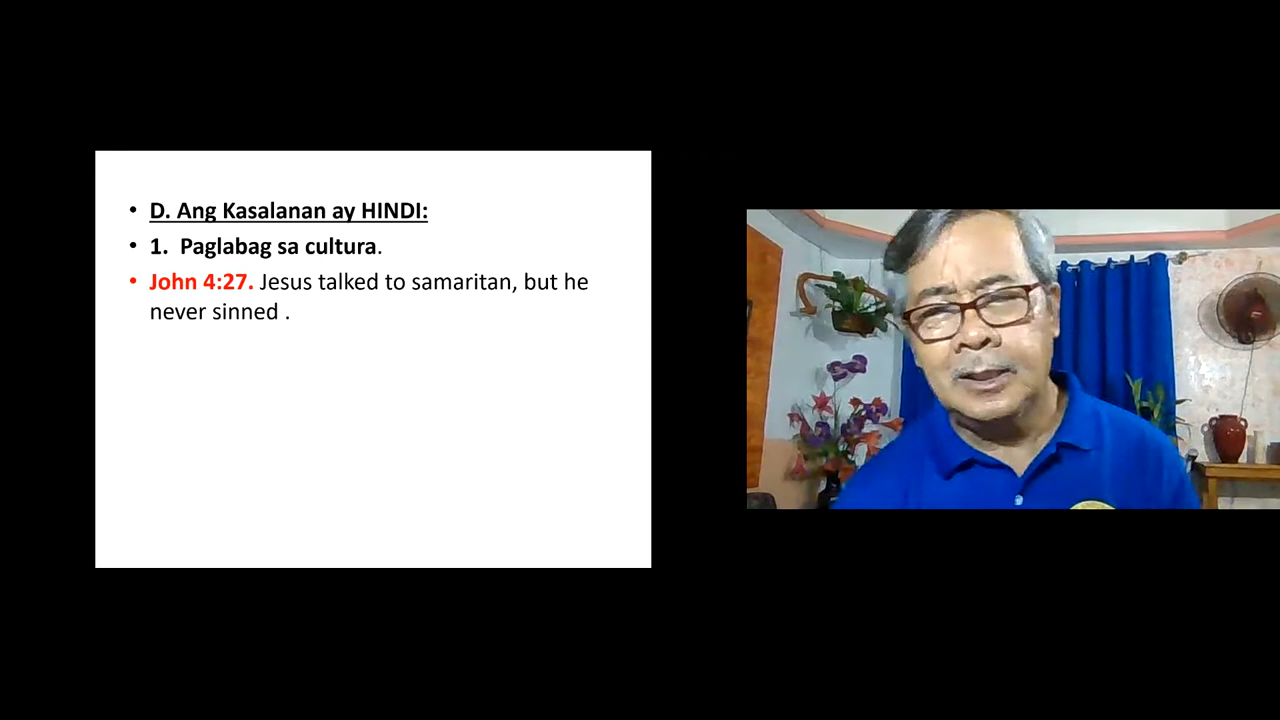 • D. Ang Kasalanan ay HINDI:
• 1. Paglabag sa cultura.
• John 4:27. Jesus talked to samaritan, but he
never sinned .